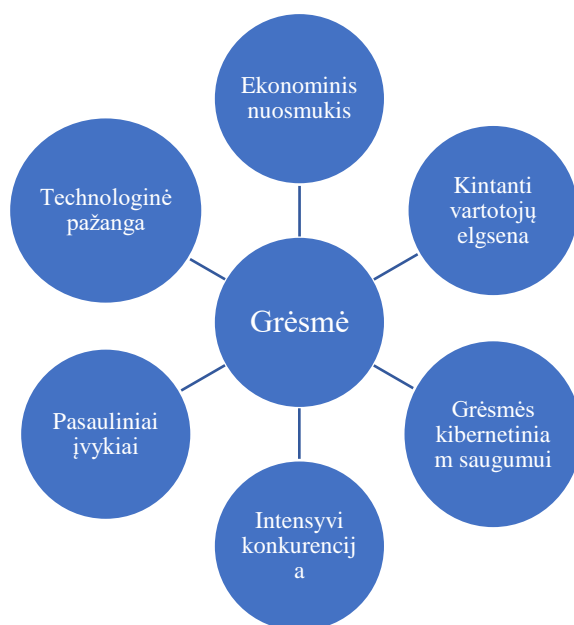 Ekonominis
nuosmukis
Kintanti
vartotojų
elgsena
Grėsmės
kibernetinia
m saugumui
Intensyvi
konkurencij
a
Pasauliniai
įvykiai
Technologinė
pažanga
Grėsmė